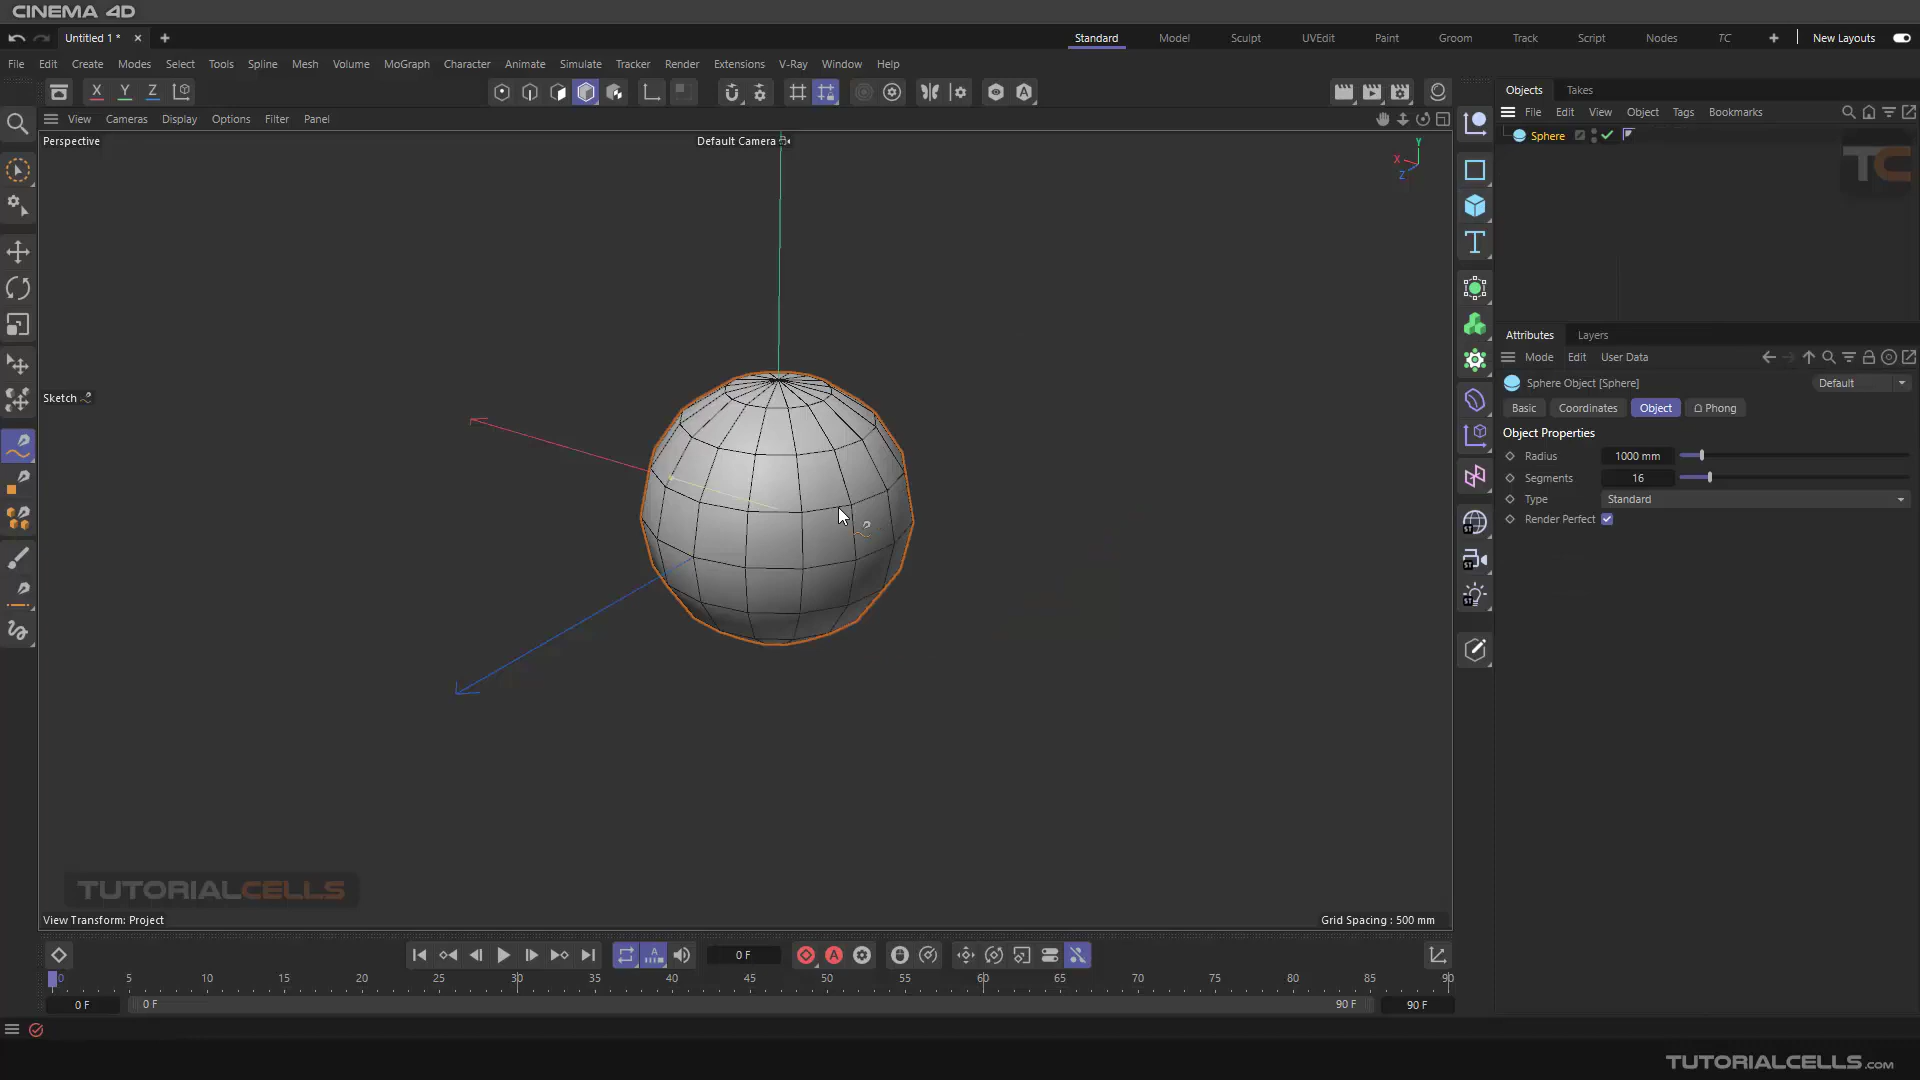 CINEMA 4D
Untitled 1 *
Standard
Model
Sculpt
UVEdit
Paint
Groom
Track
Script
Nodes
TC
New Layouts
File Edit Create Modes Select Tools Spline Mesh Volume MoGraph Character Animate Simulate Tracker Render Extensions V-Ray Window Help
X Y Z
View Cameras Display Options Filter Panel
Perspective
Default Camera
Y
X
Z
Sketch
TUTORIALCELLS
View Transform: Project
Grid Spacing : 500 mm
Objects Takes
File Edit View Object Tags Bookmarks
Sphere
TC
Attributes Layers
Mode Edit User Data
Sphere Object [Sphere]
Default
Basic Coordinates Object Phong
Object Properties
Radius 1000 mm
Segments 16
Type Standard
Render Perfect
T
ST
ST
ST
0 F
0 5 10 15 20 25 30 35 40 45 50 55 60 65 70 75 80 85 90
0 F 0 F 90 F 90 F
TUTORIALCELLS.com